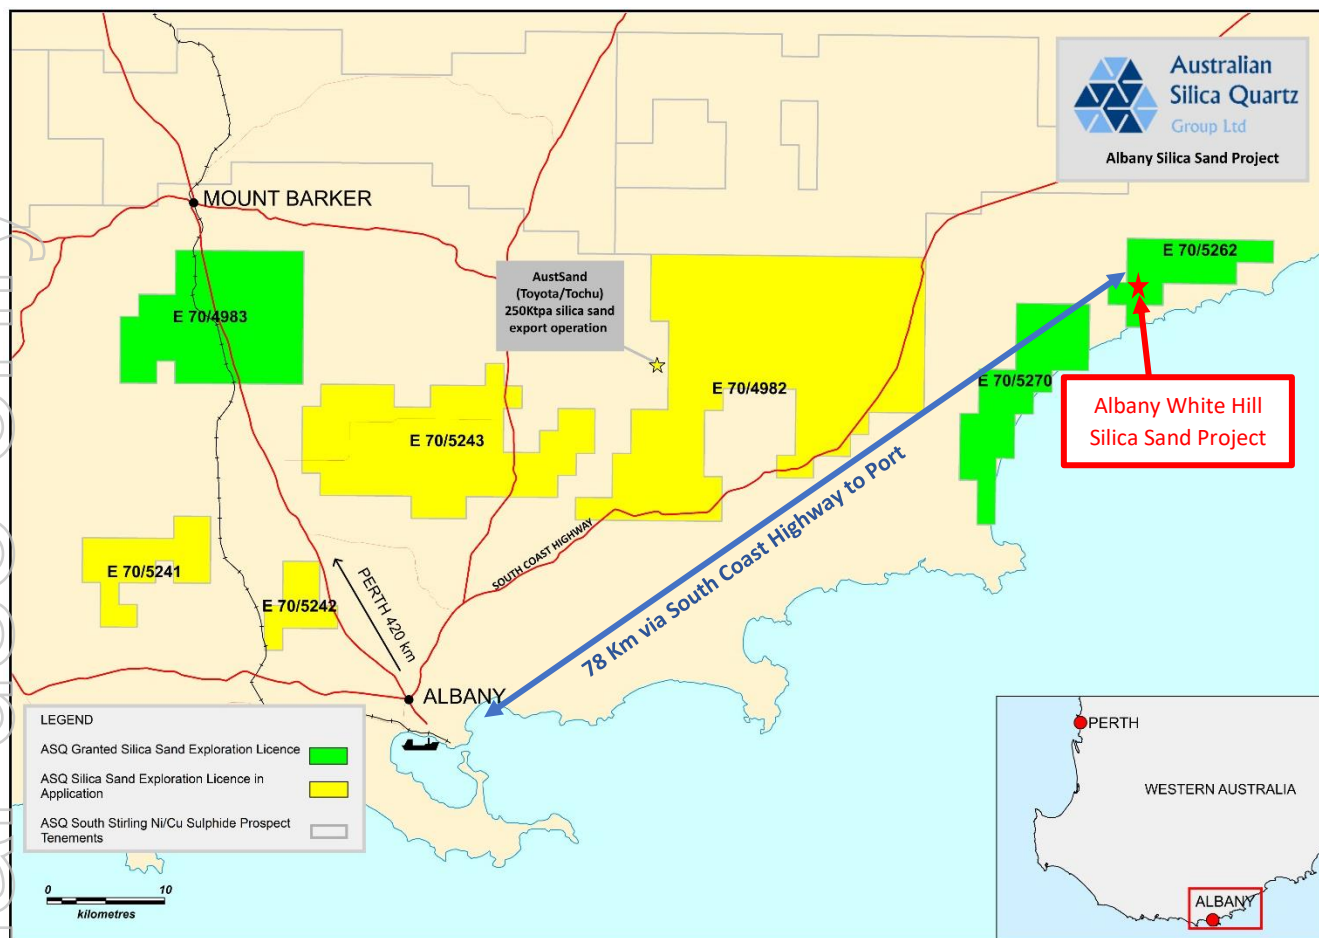 Australian
Silica Quartz
Group Ltd
Albany Silica Sand Project
MOUNT BARKER
E 70/5262
AustSand
(Toyota/Tochu)
250Ktpa silica sand
export operation
E 70/4983
E 70/5270
E 70/4982
Albany White Hill
Silica Sand Project
E 70/5243
78 Km via South Coast Highway to Port
SOUTH COAST HIGHWAY
E 70/5241
E 70/5242
PERTH 420 km
ALBANY
LEGEND
ASQ Granted Silica Sand Exploration Licence
ASQ Silica Sand Exploration Licence in
Application
ASQ South Stirling Ni/Cu Sulphide Prospect
Tenements
0 10
kilometres
PERTH
WESTERN AUSTRALIA
ALBANY